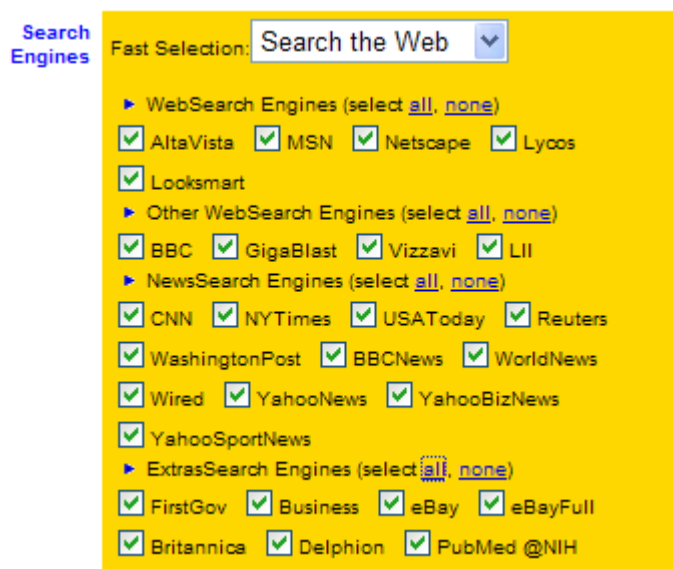 Search Engines
Fast Selection: Search the Web
WebSearch Engines (select all, none)
AltaVista MSN Netscape Lycos
Looksmart
Other WebSearch Engines (select all, none)
BBC GigaBlast Vizzavi LII
NewsSearch Engines (select all, none)
CNN NYTimes USAToday Reuters
WashingtonPost BBCNews WorldNews
Wired YahooNews YahooBizNews
YahooSportNews
ExtrasSearch Engines (select all, none)
FirstGov Business eBay eBayFull
Britannica Delphion PubMed @NIH